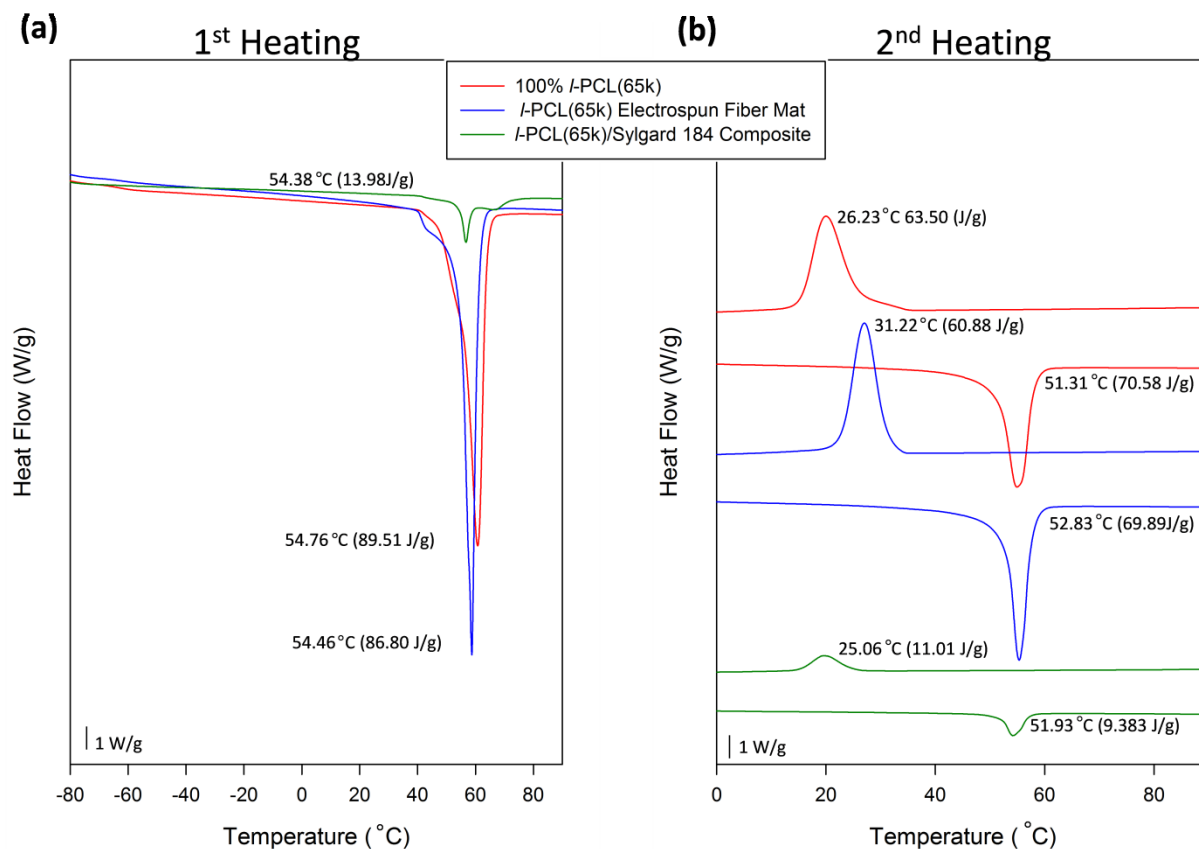 (a)
1st Heating
(b)
2nd Heating
100% l-PCL(65k)
l-PCL(65k) Electrospun Fiber Mat
l-PCL(65k)/Sylgard 184 Composite
Heat Flow (W/g)
54.38 °C (13.98J/g)
54.76 °C (89.51 J/g)
54.46 °C (86.80 J/g)
1 W/g
-80 -60 -40 -20 0 20 40 60 80
Temperature ( °C)
Heat Flow (W/g)
26.23 °C 63.50 (J/g)
31.22 °C (60.88 J/g)
51.31 °C (70.58 J/g)
52.83 °C (69.89J/g)
25.06 °C (11.01 J/g)
51.93 °C (9.383 J/g)
1 W/g
0 20 40 60 80
Temperature ( °C)